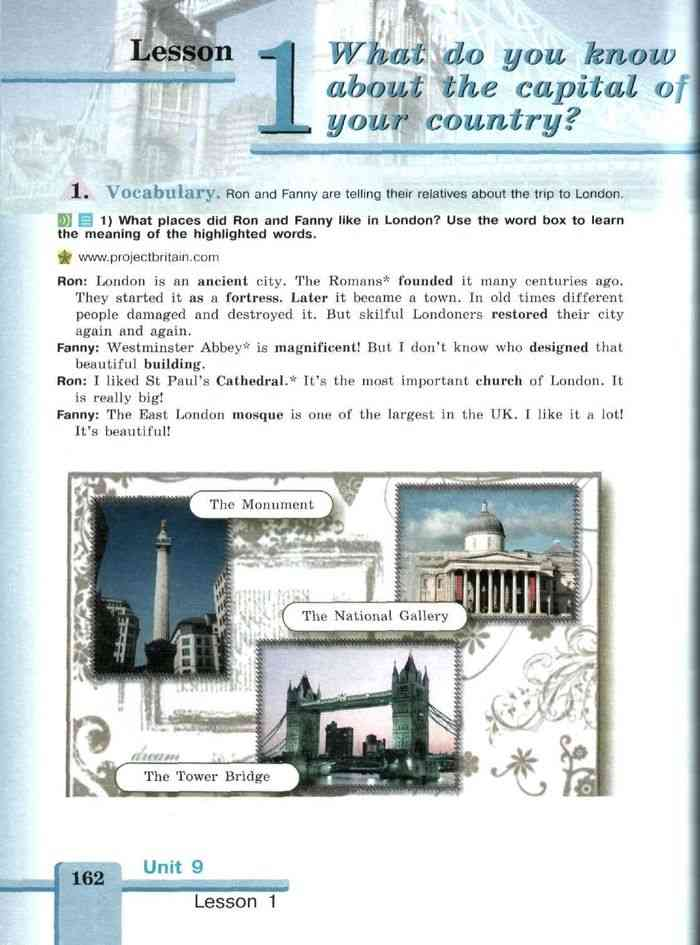 Lesson 1
What do you know
about the capital of
your country?
1. Vocabulary. Ron and Fanny are telling their relatives about the trip to London.
1) What places did Ron and Fanny like in London? Use the word box to learn
the meaning of the highlighted words.
www.projectbritain.com
Ron: London is an ancient city. The Romans* founded it many centuries ago.
They started it as a fortress. Later it became a town. In old times different
people damaged and destroyed it. But skilful Londoners restored their city
again and again.
Fanny: Westminster Abbey* is magnificent! But I don't know who designed that
beautiful building.
Ron: I liked St Paul's Cathedral.* It's the most important church of London. It
is really big!
Fanny: The East London mosque is one of the largest in the UK. I like it a lot!
It's beautiful!
The Monument
The National Gallery
dream
The Tower Bridge
162
Unit 9
Lesson 1